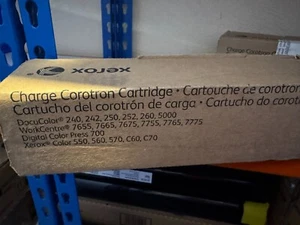 xerox
Charge Corotron Cartridge • Cartouche de corotron
Cartucho del corotrón de carga • Cartucho do corotron
DocuColor® 240, 242, 250, 252, 260, 5000
WorkCentre® 7655, 7665, 7675, 7755, 7765, 7775
Digital Color Press 700
Xerox® Color 550, 560, 570, C60, C70